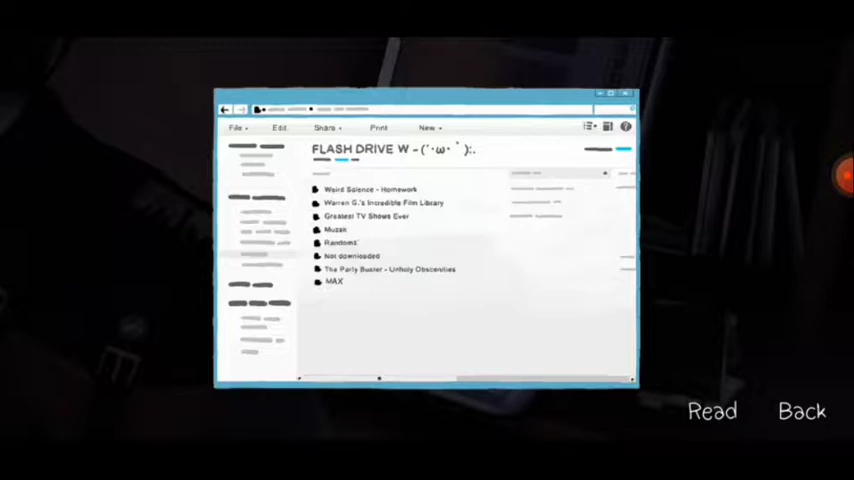 File Edit Share Print New
FLASH DRIVE W - (´･ω･｀):.
Weird Science - Homework
Warren G.'s Incredible Film Library
Greatest TV Shows Ever
Muzak
Randomz
Not downloaded
The Party Buster - Unholy Obscenities
MAX
Read Back